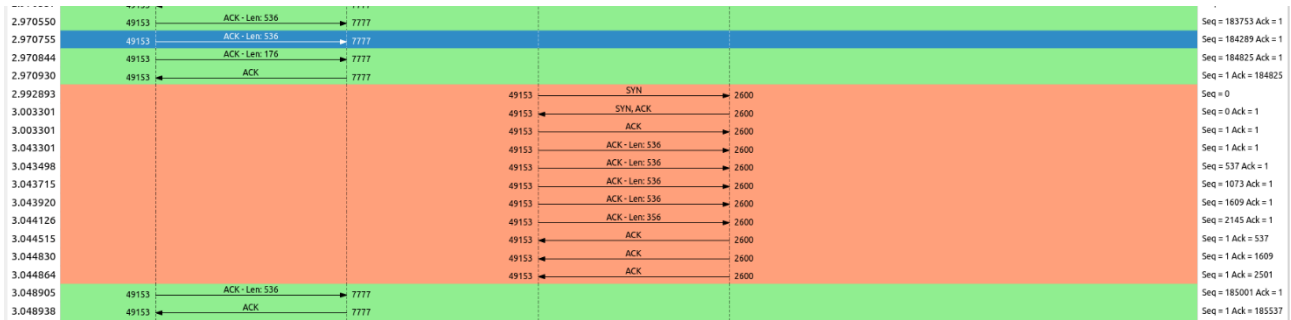 2.970550 49153 ACK - Len: 536 7777 Seq = 183753 Ack = 1
2.970755 49153 ACK - Len: 536 7777 Seq = 184289 Ack = 1
2.970844 49153 ACK - Len: 176 7777 Seq = 184825 Ack = 1
2.970930 49153 ACK 7777 Seq = 1 Ack = 184825
2.992893 49153 SYN 2600 Seq = 0
3.003301 49153 SYN, ACK 2600 Seq = 0 Ack = 1
3.003301 49153 ACK 2600 Seq = 1 Ack = 1
3.043301 49153 ACK - Len: 536 2600 Seq = 1 Ack = 1
3.043498 49153 ACK - Len: 536 2600 Seq = 537 Ack = 1
3.043715 49153 ACK - Len: 536 2600 Seq = 1073 Ack = 1
3.043920 49153 ACK - Len: 536 2600 Seq = 1609 Ack = 1
3.044126 49153 ACK - Len: 356 2600 Seq = 2145 Ack = 1
3.044515 49153 ACK 2600 Seq = 1 Ack = 537
3.044830 49153 ACK 2600 Seq = 1 Ack = 1609
3.044864 49153 ACK 2600 Seq = 1 Ack = 2501
3.048905 49153 ACK - Len: 536 7777 Seq = 185001 Ack = 1
3.048938 49153 ACK 7777 Seq = 1 Ack = 185537